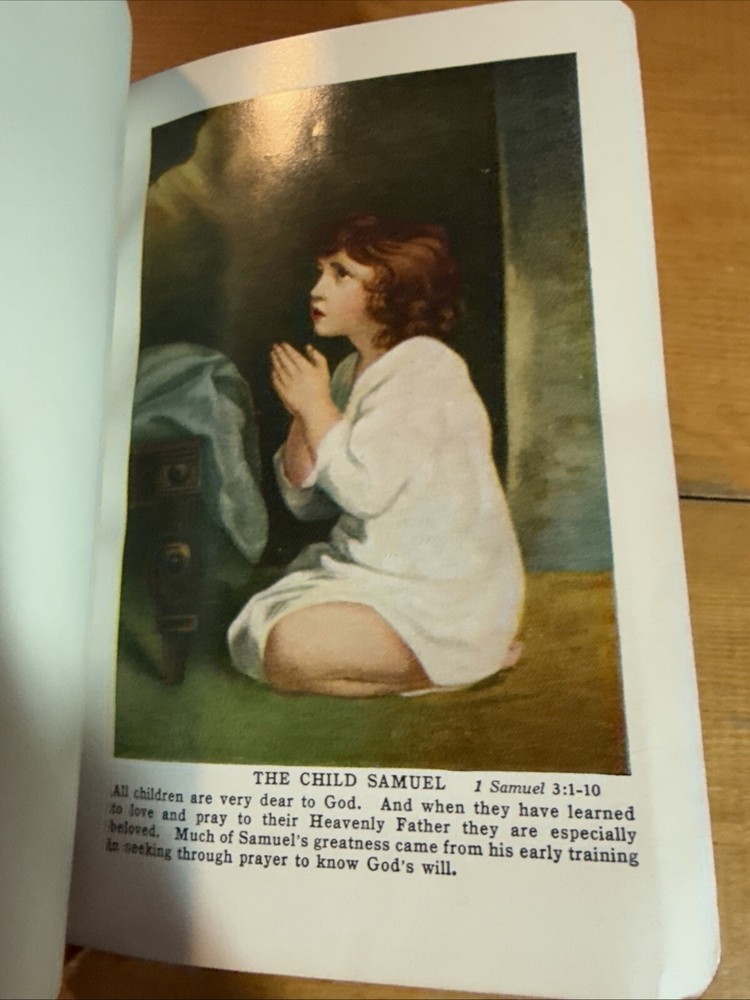 THE CHILD SAMUEL 1 Samuel 3:1-10
All children are very dear to God. And when they have learned
to love and pray to their Heavenly Father they are especially
beloved. Much of Samuel's greatness came from his early training
in seeking through prayer to know God's will.